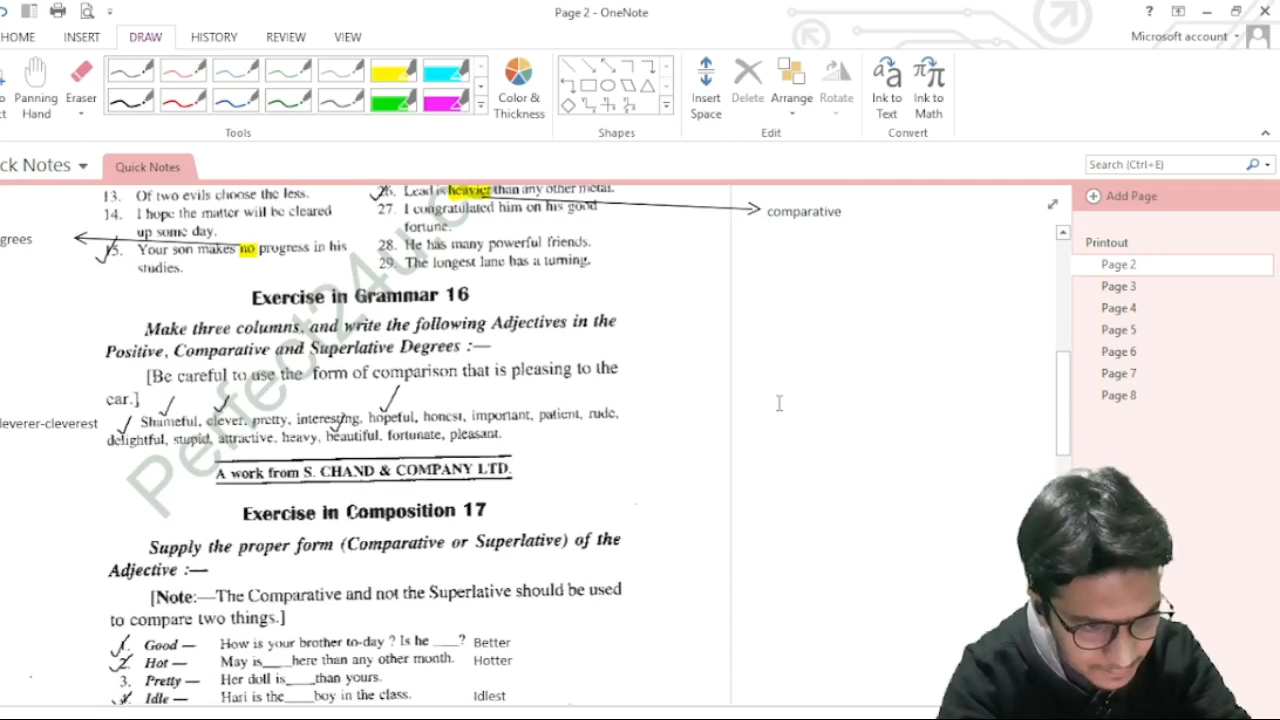 Page 2 - OneNote
Microsoft account
HOME INSERT DRAW HISTORY REVIEW VIEW
Panning Hand
Eraser
Color & Thickness
Insert Space
Delete
Arrange
Rotate
Ink to Text
Ink to Math
Tools
Shapes
Edit
Convert
ck Notes
Quick Notes
Search (Ctrl+E)
Add Page
Printout
Page 2
Page 3
Page 4
Page 5
Page 6
Page 7
Page 8
13. Of two evils choose the less.
14. I hope the matter will be cleared
up some day.
15. Your son makes no progress in his
studies.
26. Lead is heavier than any other metal.
27. I congratulated him on his good
fortune.
28. He has many powerful friends.
29. The longest lane has a turning.
comparative
grees
Exercise in Grammar 16
Make three columns, and write the following Adjectives in the
Positive, Comparative and Superlative Degrees :—
[Be careful to use the form of comparison that is pleasing to the
ear.]
Shameful, clever, pretty, interesting, hopeful, honest, important, patient, rude,
delightful, stupid, attractive, heavy, beautiful, fortunate, pleasant.
leverer-cleverest
A work from S. CHAND & COMPANY LTD.
Exercise in Composition 17
Supply the proper form (Comparative or Superlative) of the
Adjective :—
[Note:—The Comparative and not the Superlative should be used
to compare two things.]
1. Good — How is your brother to-day ? Is he ____? Better
2. Hot — May is____here than any other month. Hotter
3. Pretty — Her doll is____than yours.
4. Idle — Hari is the____boy in the class. Idlest